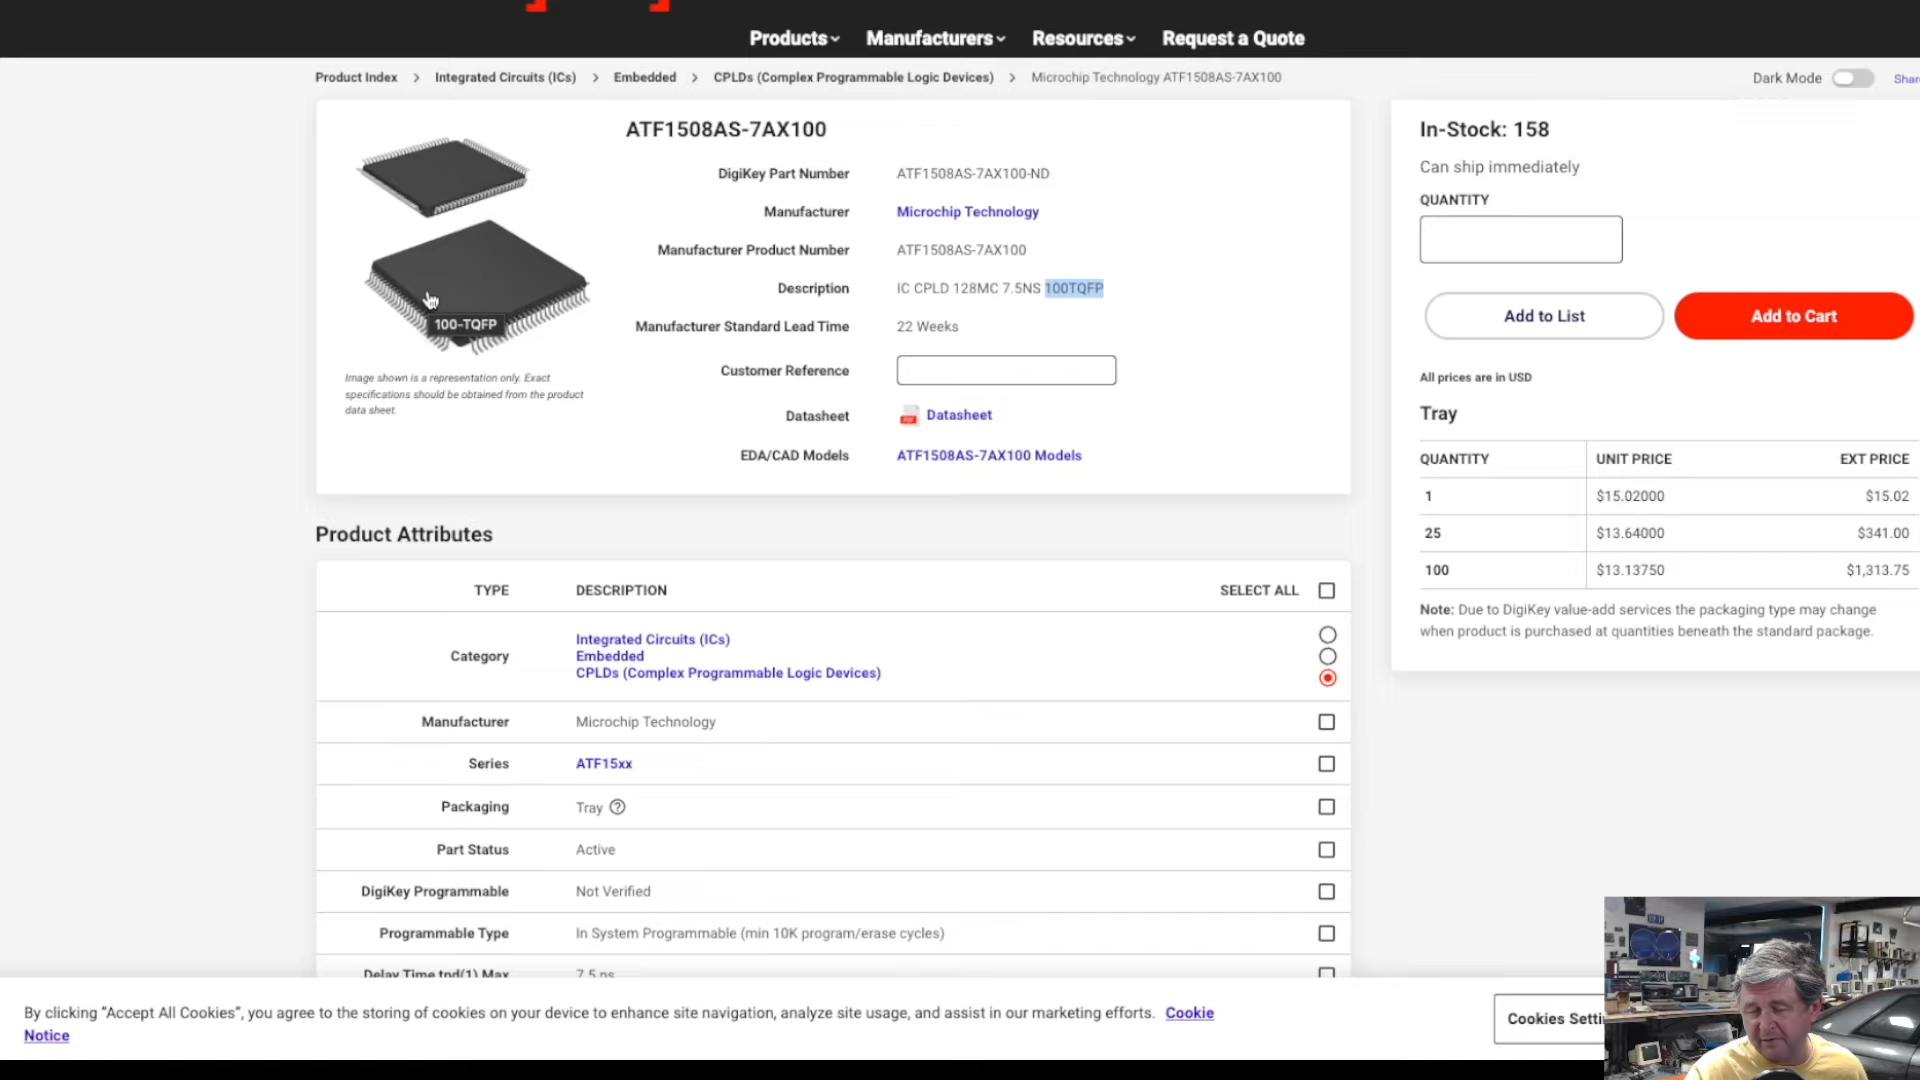 Products
Manufacturers
Resources
Request a Quote
Product Index > Integrated Circuits (ICs) > Embedded > CPLDs (Complex Programmable Logic Devices) > Microchip Technology ATF1508AS-7AX100
Dark Mode
Shar
ATF1508AS-7AX100
DigiKey Part Number ATF1508AS-7AX100-ND
Manufacturer Microchip Technology
Manufacturer Product Number ATF1508AS-7AX100
Description IC CPLD 128MC 7.5NS 100TQFP
Manufacturer Standard Lead Time 22 Weeks
Customer Reference
Datasheet Datasheet
EDA/CAD Models ATF1508AS-7AX100 Models
100-TQFP
Image shown is a representation only. Exact
specifications should be obtained from the product
data sheet.
In-Stock: 158
Can ship immediately
QUANTITY
Add to List
Add to Cart
All prices are in USD
Tray
QUANTITY UNIT PRICE EXT PRICE
1 $15.02000 $15.02
25 $13.64000 $341.00
100 $13.13750 $1,313.75
Note: Due to DigiKey value-add services the packaging type may change
when product is purchased at quantities beneath the standard package.
Product Attributes
TYPE DESCRIPTION SELECT ALL
Category
Integrated Circuits (ICs)
Embedded
CPLDs (Complex Programmable Logic Devices)
Manufacturer Microchip Technology
Series ATF15xx
Packaging Tray
Part Status Active
DigiKey Programmable Not Verified
Programmable Type In System Programmable (min 10K program/erase cycles)
Delay Time tpd(1) Max 7.5 ns
By clicking “Accept All Cookies”, you agree to the storing of cookies on your device to enhance site navigation, analyze site usage, and assist in our marketing efforts. Cookie
Notice
Cookies Setti